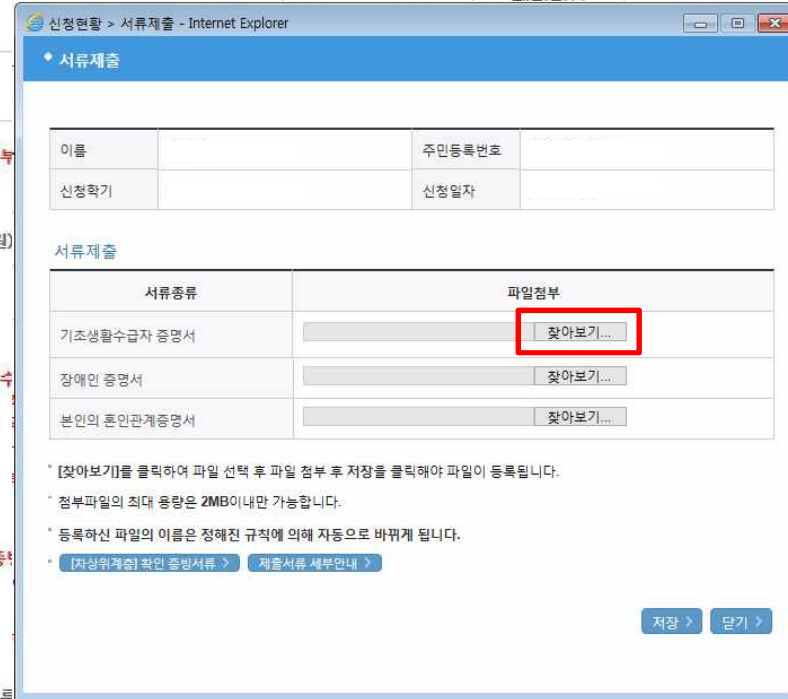 신청현황 > 서류제출 - Internet Explorer
서류제출
이름 주민등록번호
신청학기 신청일자
서류제출
서류종류 파일첨부
기초생활수급자 증명서 찾아보기...
장애인 증명서 찾아보기...
본인의 혼인관계증명서 찾아보기...
[찾아보기]를 클릭하여 파일 선택 후 파일 첨부 후 저장을 클릭해야 파일이 등록됩니다.
첨부파일의 최대 용량은 2MB이내만 가능합니다.
등록하신 파일의 이름은 정해진 규칙에 의해 자동으로 바뀌게 됩니다.
[차상위계층] 확인 증빙서류 > 제출서류 세부안내 >
저장 > 닫기 >